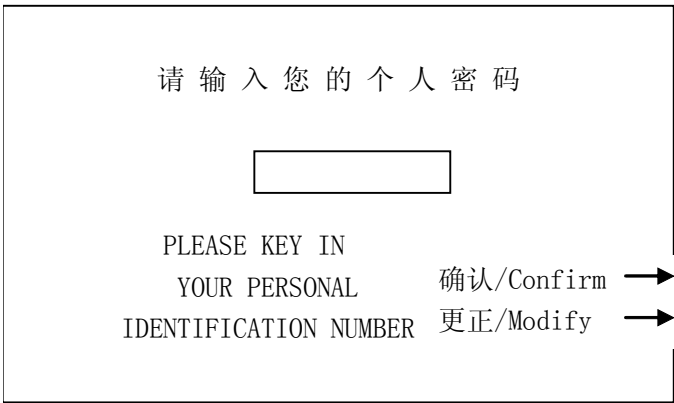 请输入您的个人密码
PLEASE KEY IN
YOUR PERSONAL
IDENTIFICATION NUMBER
确认/Confirm
更正/Modify